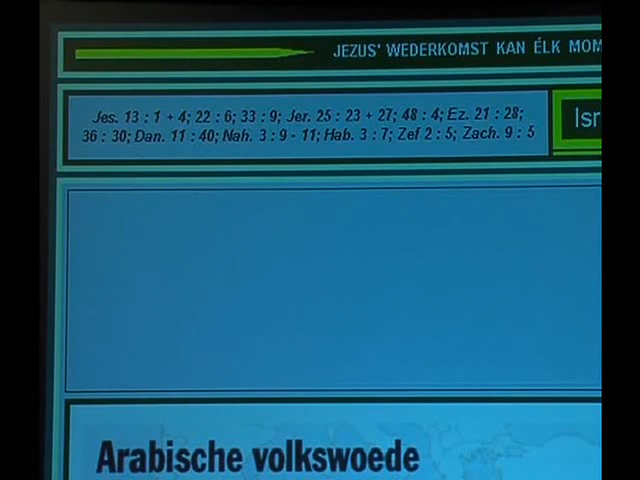 JEZUS' WEDERKOMST KAN ÉLK MOM
Jes. 13 : 1 + 4; 22 : 6; 33 : 9; Jer. 25 : 23 + 27; 48 : 4; Ez. 21 : 28;
36 : 30; Dan. 11 : 40; Nah. 3 : 9 - 11; Hab. 3 : 7; Zef 2 : 5; Zach. 9 : 5
Isr
Arabische volkswoede